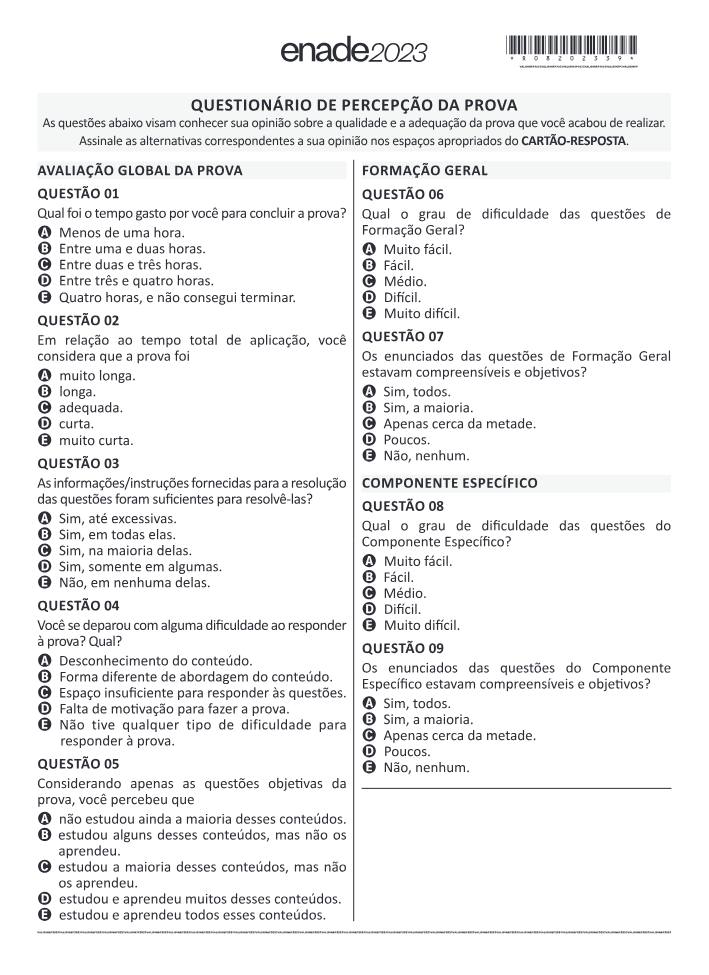 enade2023
*R08202339*
QUESTIONÁRIO DE PERCEPÇÃO DA PROVA
As questões abaixo visam conhecer sua opinião sobre a qualidade e a adequação da prova que você acabou de realizar.
Assinale as alternativas correspondentes a sua opinião nos espaços apropriados do CARTÃO-RESPOSTA.
AVALIAÇÃO GLOBAL DA PROVA
QUESTÃO 01
Qual foi o tempo gasto por você para concluir a prova?
A Menos de uma hora.
B Entre uma e duas horas.
C Entre duas e três horas.
D Entre três e quatro horas.
E Quatro horas, e não consegui terminar.
QUESTÃO 02
Em relação ao tempo total de aplicação, você
considera que a prova foi
A muito longa.
B longa.
C adequada.
D curta.
E muito curta.
QUESTÃO 03
As informações/instruções fornecidas para a resolução
das questões foram suficientes para resolvê-las?
A Sim, até excessivas.
B Sim, em todas elas.
C Sim, na maioria delas.
D Sim, somente em algumas.
E Não, em nenhuma delas.
QUESTÃO 04
Você se deparou com alguma dificuldade ao responder
à prova? Qual?
A Desconhecimento do conteúdo.
B Forma diferente de abordagem do conteúdo.
C Espaço insuficiente para responder às questões.
D Falta de motivação para fazer a prova.
E Não tive qualquer tipo de dificuldade para
responder à prova.
QUESTÃO 05
Considerando apenas as questões objetivas da
prova, você percebeu que
A não estudou ainda a maioria desses conteúdos.
B estudou alguns desses conteúdos, mas não os
aprendeu.
C estudou a maioria desses conteúdos, mas não
os aprendeu.
D estudou e aprendeu muitos desses conteúdos.
E estudou e aprendeu todos esses conteúdos.
FORMAÇÃO GERAL
QUESTÃO 06
Qual o grau de dificuldade das questões de
Formação Geral?
A Muito fácil.
B Fácil.
C Médio.
D Difícil.
E Muito difícil.
QUESTÃO 07
Os enunciados das questões de Formação Geral
estavam compreensíveis e objetivos?
A Sim, todos.
B Sim, a maioria.
C Apenas cerca da metade.
D Poucos.
E Não, nenhum.
COMPONENTE ESPECÍFICO
QUESTÃO 08
Qual o grau de dificuldade das questões do
Componente Específico?
A Muito fácil.
B Fácil.
C Médio.
D Difícil.
E Muito difícil.
QUESTÃO 09
Os enunciados das questões do Componente
Específico estavam compreensíveis e objetivos?
A Sim, todos.
B Sim, a maioria.
C Apenas cerca da metade.
D Poucos.
E Não, nenhum.